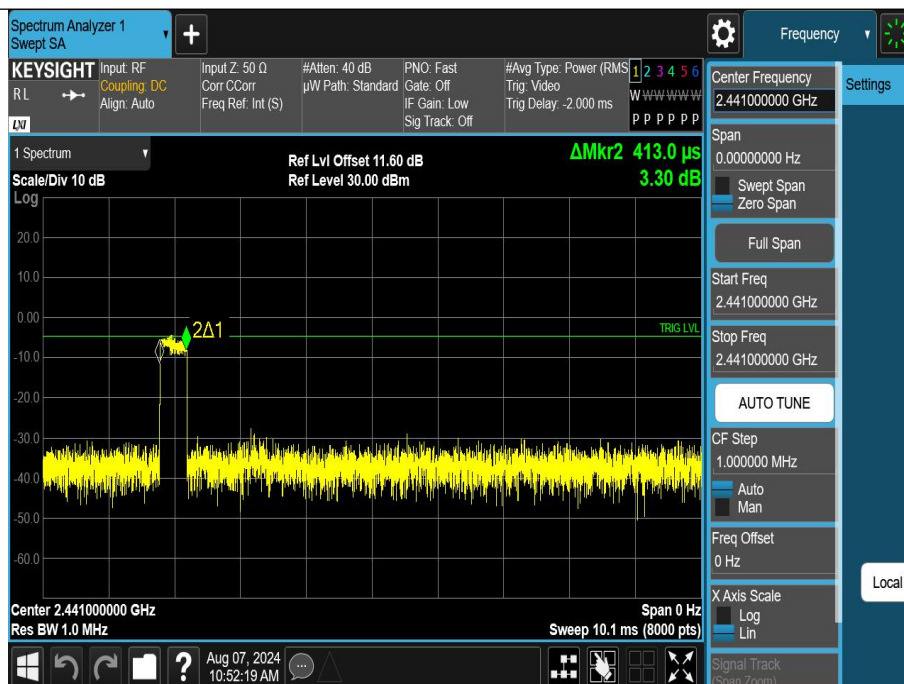 Spectrum Analyzer 1
Swept SA
+
Frequency
KEYSIGHT
RL
LXI
Input: RF
Coupling: DC
Align: Auto
Input Z: 50 Ω
Corr CCorr
Freq Ref: Int (S)
#Atten: 40 dB
µW Path: Standard
PNO: Fast
Gate: Off
IF Gain: Low
Sig Track: Off
#Avg Type: Power (RMS
Trig: Video
Trig Delay: -2.000 ms
1 2 3 4 5 6
W W W W W W
P P P P P P
1 Spectrum
Scale/Div 10 dB
Log
Ref Lvl Offset 11.60 dB
Ref Level 30.00 dBm
ΔMkr2 413.0 µs
3.30 dB
20.0
10.0
0.00
-10.0
-20.0
-30.0
-40.0
-50.0
-60.0
2Δ1
TRIG LVL
Center 2.441000000 GHz
Res BW 1.0 MHz
Span 0 Hz
Sweep 10.1 ms (8000 pts)
Center Frequency
2.441000000 GHz
Span
0.00000000 Hz
Swept Span
Zero Span
Full Span
Start Freq
2.441000000 GHz
Stop Freq
2.441000000 GHz
AUTO TUNE
CF Step
1.000000 MHz
Auto
Man
Freq Offset
0 Hz
X Axis Scale
Log
Lin
Signal Track
(Span Zoom)
Settings
Local
?
Aug 07, 2024
10:52:19 AM